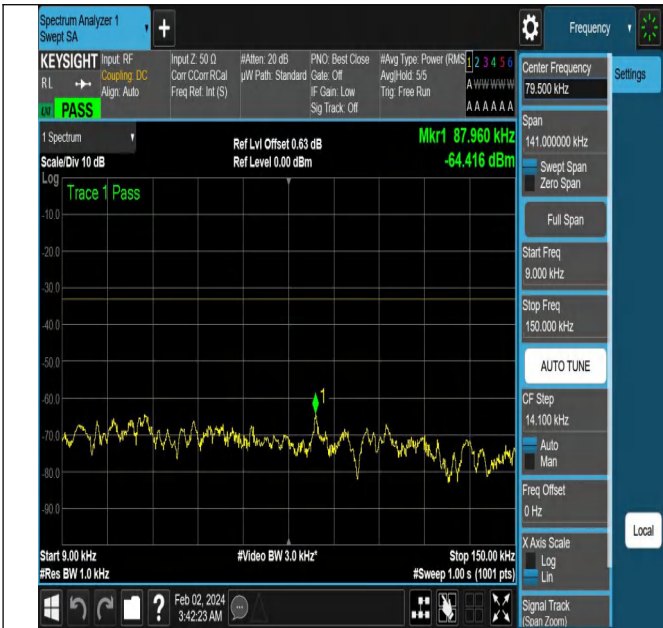 Spectrum Analyzer 1
Swept SA
Frequency
KEYSIGHT
RL
PASS
Input: RF
Coupling: DC
Align: Auto
Input Z: 50 Ω
Corr CCorr RCal
Freq Ref: Int (S)
#Atten: 20 dB
µW Path: Standard
PNO: Best Close
Gate: Off
IF Gain: Low
Sig Track: Off
#Avg Type: Power (RMS
Avg|Hold: 5/5
Trig: Free Run
1 2 3 4 5 6
A W W W W W
A A A A A A
1 Spectrum
Scale/Div 10 dB
Ref Lvl Offset 0.63 dB
Ref Level 0.00 dBm
Mkr1 87.960 kHz
-64.416 dBm
Log
Trace 1 Pass
-10.0
-20.0
-30.0
-40.0
-50.0
-60.0
-70.0
-80.0
-90.0
1
Start 9.00 kHz
#Res BW 1.0 kHz
#Video BW 3.0 kHz*
Stop 150.00 kHz
#Sweep 1.00 s (1001 pts)
Feb 02, 2024
3:42:23 AM
Center Frequency
79.500 kHz
Settings
Span
141.000000 kHz
Swept Span
Zero Span
Full Span
Start Freq
9.000 kHz
Stop Freq
150.000 kHz
AUTO TUNE
CF Step
14.100 kHz
Auto
Man
Freq Offset
0 Hz
Local
X Axis Scale
Log
Lin
Signal Track
(Span Zoom)